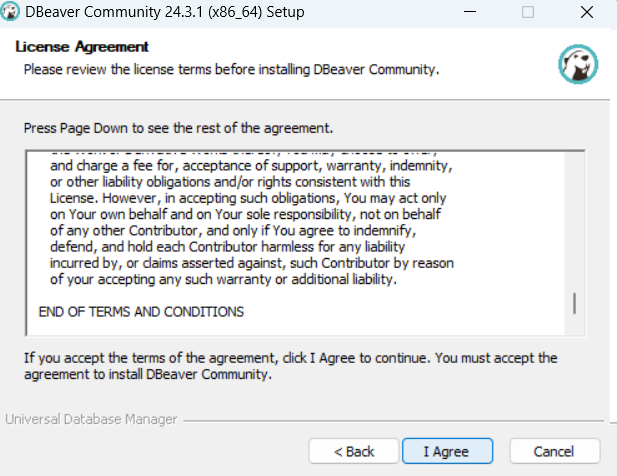 DBeaver Community 24.3.1 (x86_64) Setup
License Agreement
Please review the license terms before installing DBeaver Community.
Press Page Down to see the rest of the agreement.
and charge a fee for, acceptance of support, warranty, indemnity,
or other liability obligations and/or rights consistent with this
License. However, in accepting such obligations, You may act only
on Your own behalf and on Your sole responsibility, not on behalf
of any other Contributor, and only if You agree to indemnify,
defend, and hold each Contributor harmless for any liability
incurred by, or claims asserted against, such Contributor by reason
of your accepting any such warranty or additional liability.
END OF TERMS AND CONDITIONS
If you accept the terms of the agreement, click I Agree to continue. You must accept the
agreement to install DBeaver Community.
Universal Database Manager
< Back
I Agree
Cancel